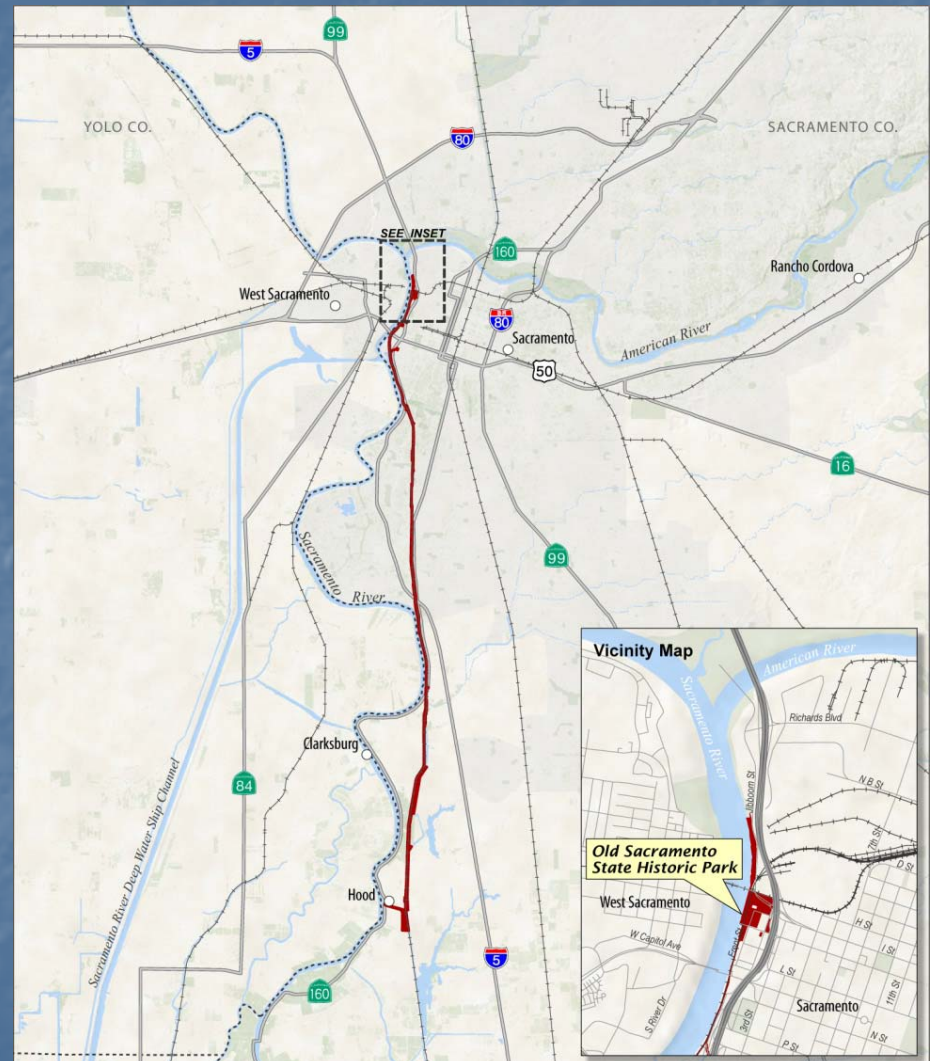 99
5
YOLO CO.
80
SACRAMENTO CO.
SEE INSET
160
Rancho Cordova
West Sacramento
80
Sacramento
American River
50
16
Sacramento
River
99
Clarksburg
84
Sacramento River Deep Water Ship Channel
Hood
5
160
Vicinity Map
American River
Sacramento River
Richards Blvd
Jibboom St
N B St
7th St
D St
Old Sacramento
State Historic Park
West Sacramento
Front St
H St
W Capitol Ave
I St
L St
11th St
S River Dr
3rd St
Sacramento
N St
P St